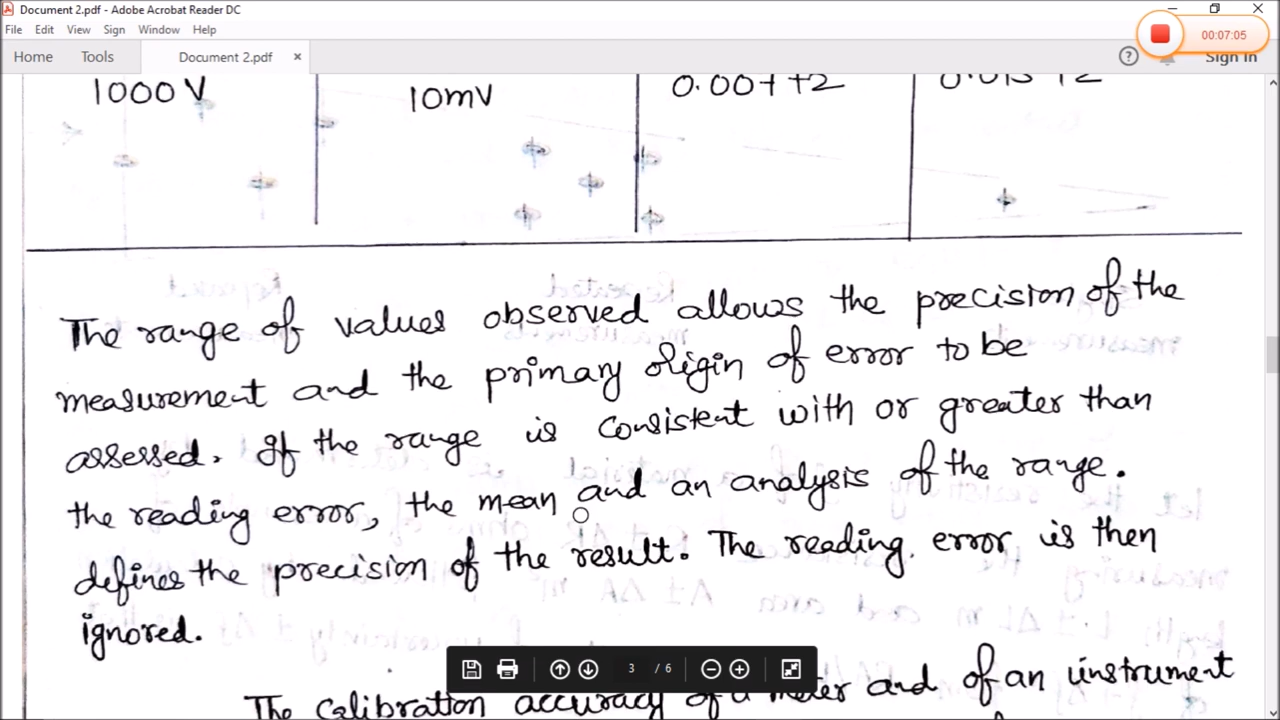 Document 2.pdf - Adobe Acrobat Reader DC
File Edit View Sign Window Help
00:07:05
Home Tools Document 2.pdf × Sign In
1000 V 10mV
The range of values observed allows the precision of the
measurement and the primary origin of error to be
assessed. If the range is consistent with or greater than
the reading error, the mean and an analysis of the range.
defines the precision of the result. The reading error is then
ignored.
3 / 6
The calibration accuracy of a meter and of an instrument